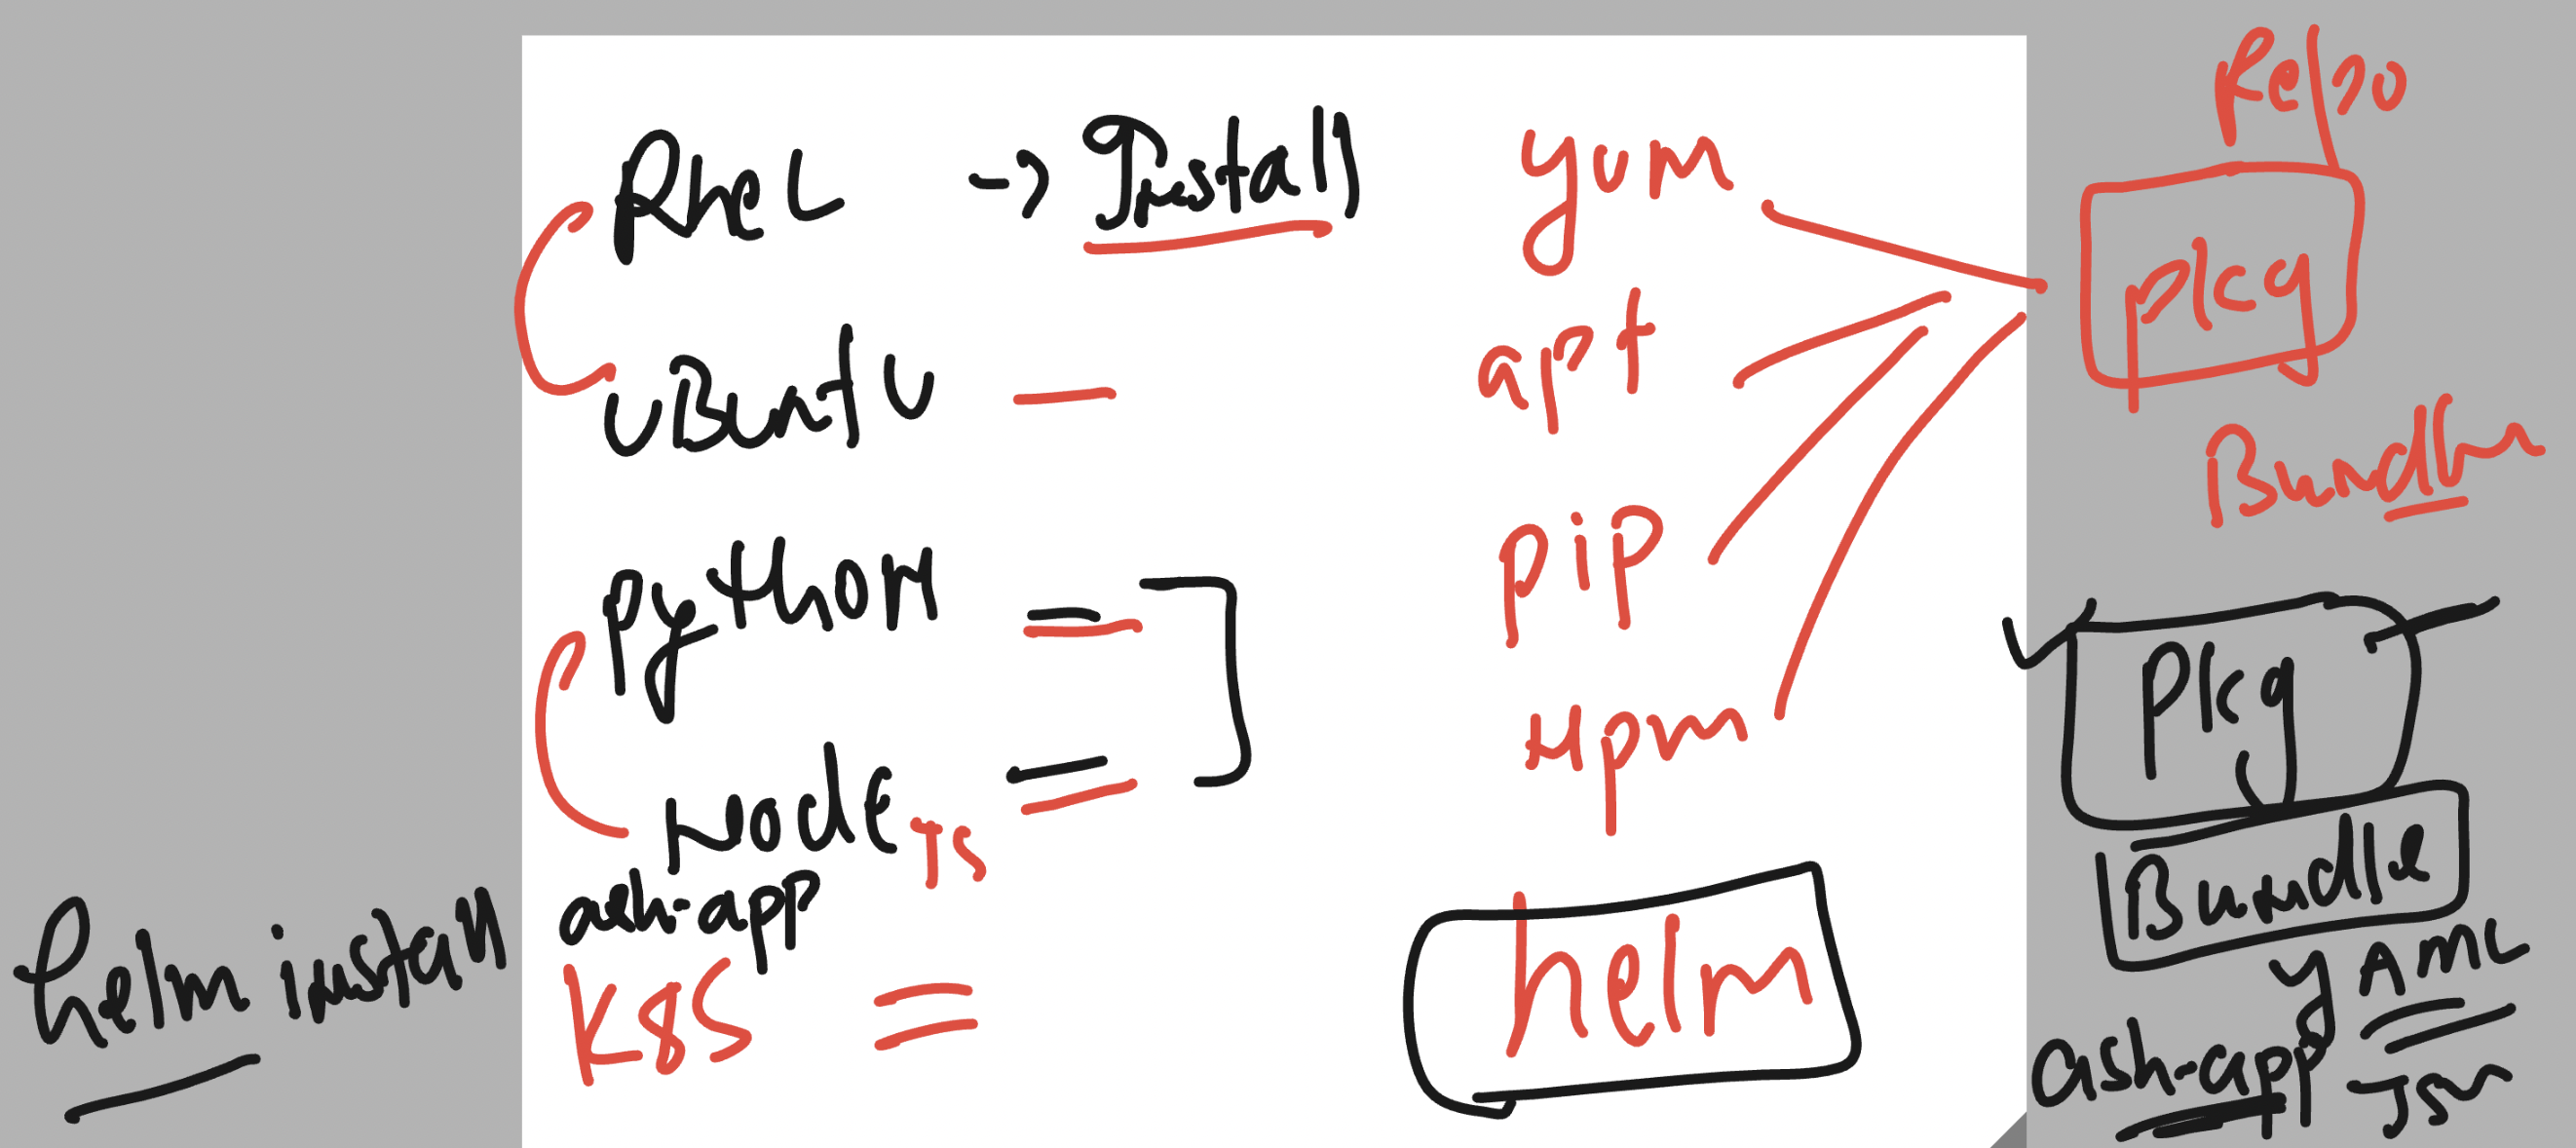 Repo
RheL -> Install yum
pkg
uBuntu - apt
Bundle
python = pip
Pkg
Node JS = npm
Bundle
ash-app
helm install
K8S = helm
YAML
ash-app
JSON